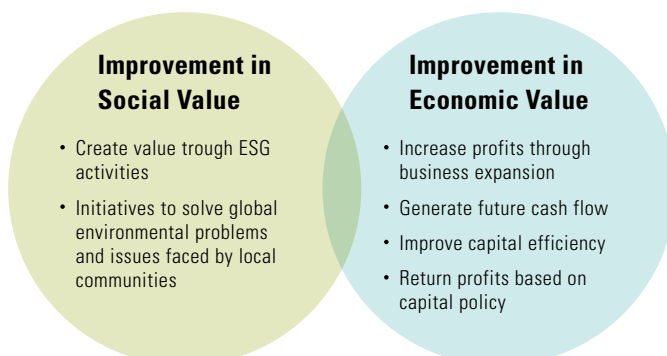 Improvement in
Social Value
• Create value trough ESG
activities
• Initiatives to solve global
environmental problems
and issues faced by local
communities
Improvement in
Economic Value
• Increase profits through
business expansion
• Generate future cash flow
• Improve capital efficiency
• Return profits based on
capital policy